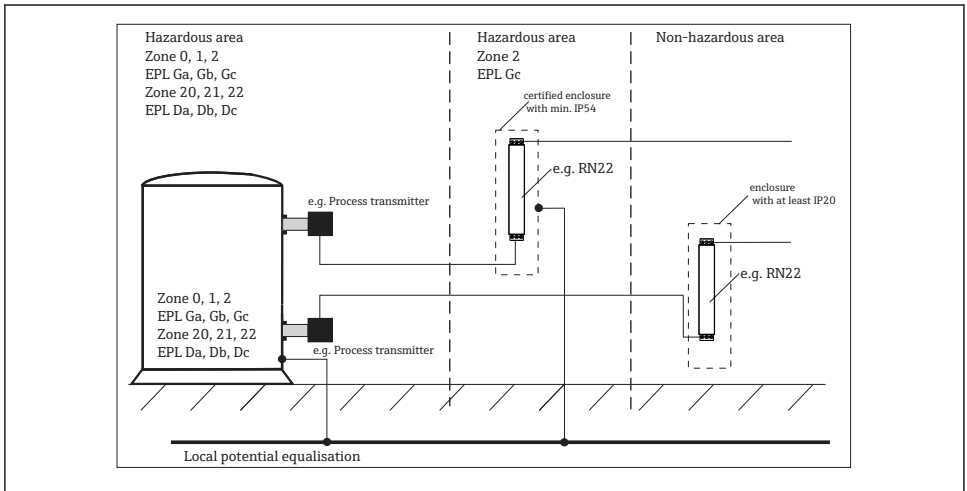 Hazardous area
Zone 0, 1, 2
EPL Ga, Gb, Gc
Zone 20, 21, 22
EPL Da, Db, Dc
Hazardous area
Zone 2
EPL Gc
Non-hazardous area
certified enclosure
with min. IP54
e.g. RN22
enclosure
with at least IP20
e.g. RN22
e.g. Process transmitter
Zone 0, 1, 2
EPL Ga, Gb, Gc
Zone 20, 21, 22
EPL Da, Db, Dc
e.g. Process transmitter
Local potential equalisation